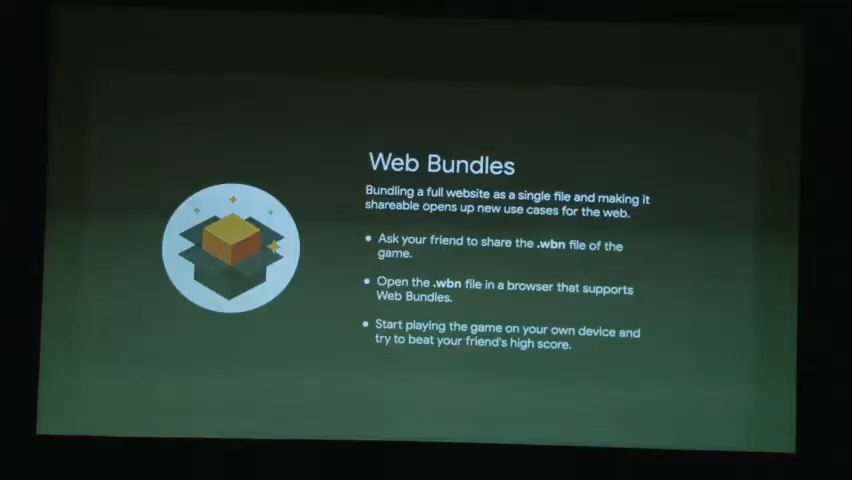 Web Bundles
Bundling a full website as a single file and making it
shareable opens up new use cases for the web.
● Ask your friend to share the .wbn file of the
game.
● Open the .wbn file in a browser that supports
Web Bundles.
● Start playing the game on your own device and
try to beat your friend's high score.